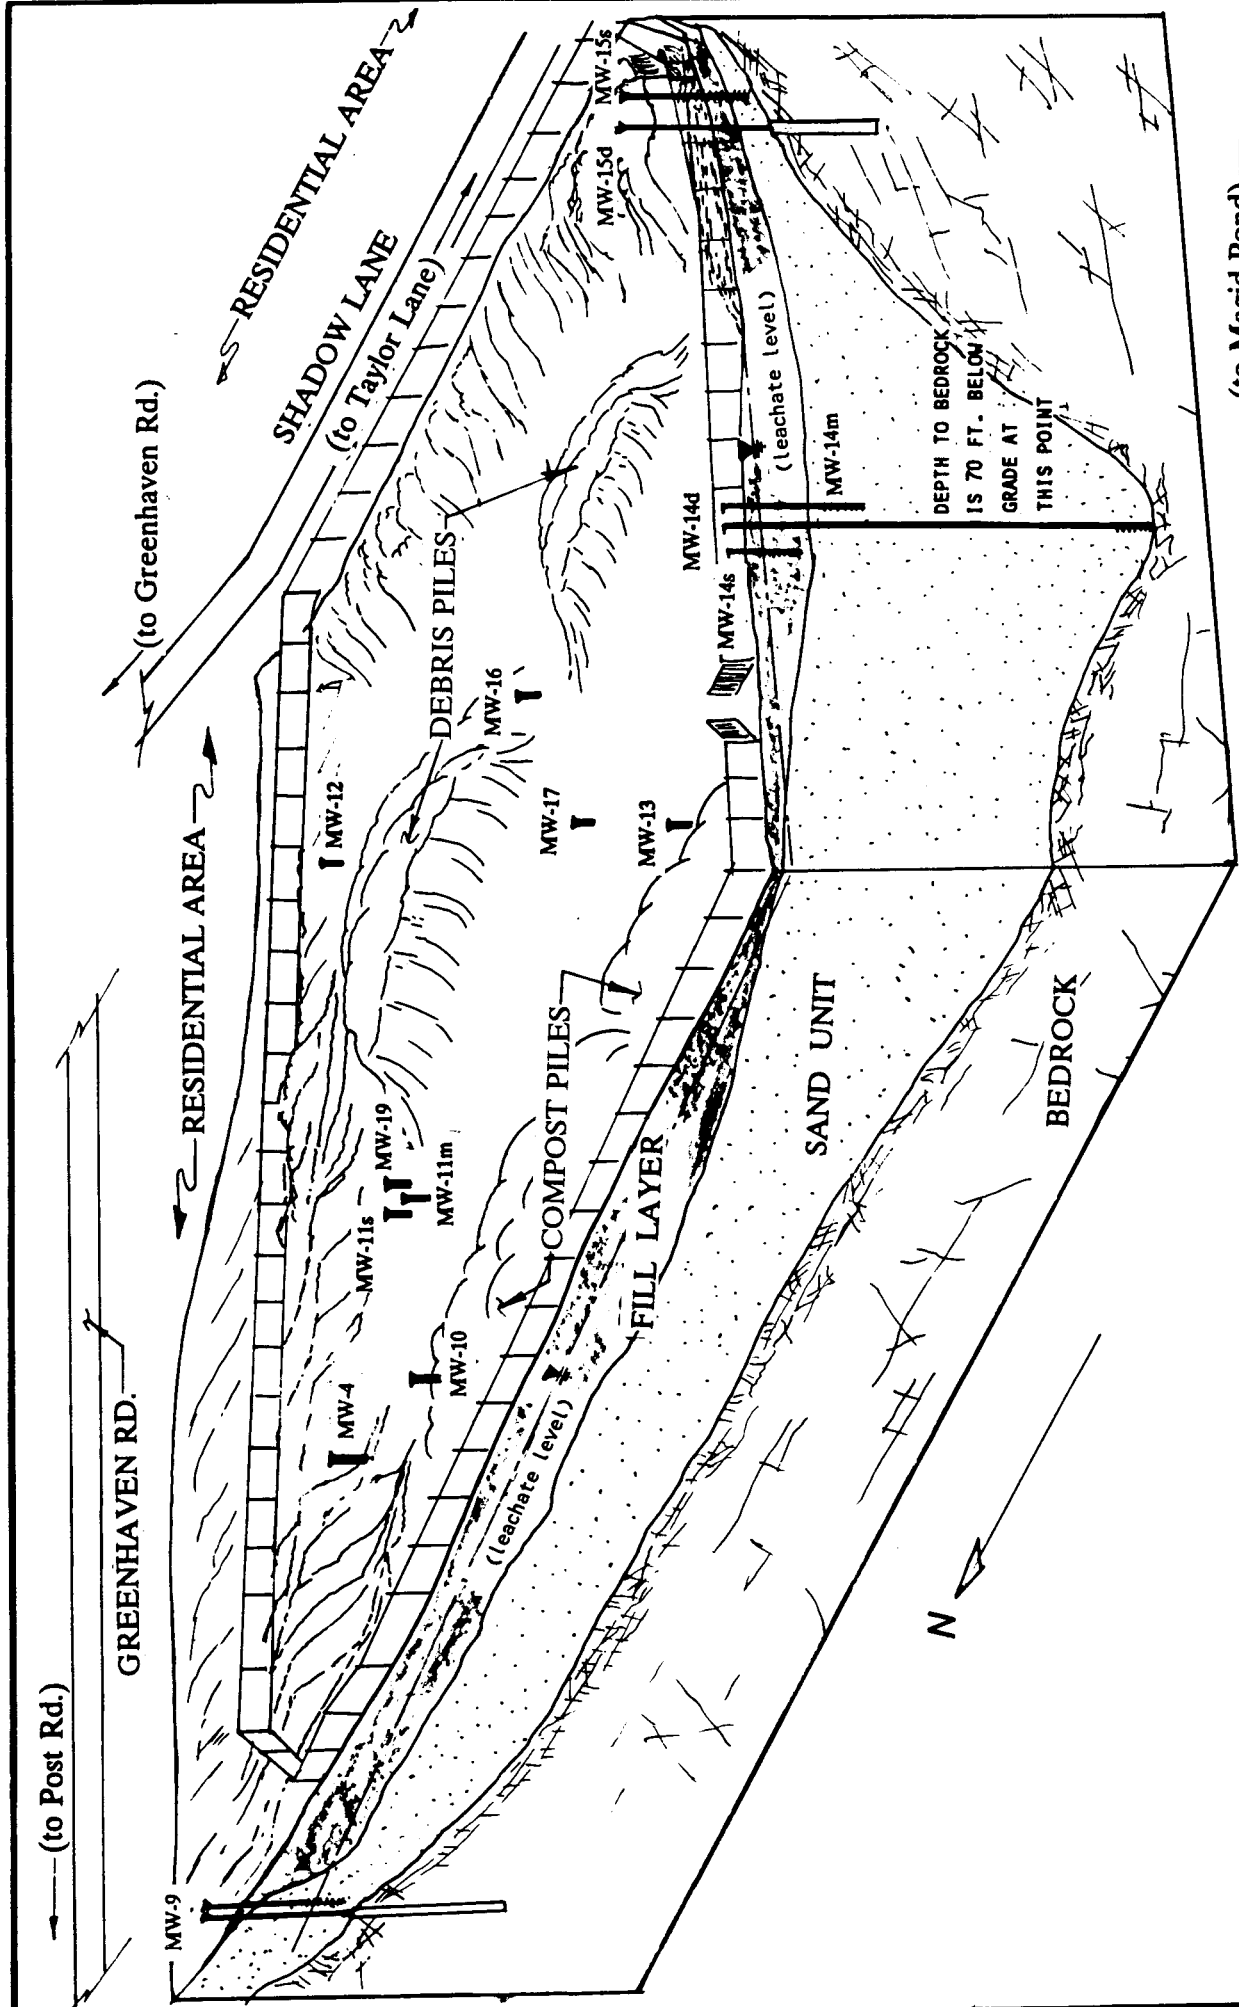 (to Post Rd.)
GREENHAVEN RD.
RESIDENTIAL AREA
(to Greenhaven Rd.)
RESIDENTIAL AREA
SHADOW LANE
(to Taylor Lane)
MW-9
MW-4
MW-10
MW-11s
MW-19
MW-11m
MW-12
DEBRIS PILES
MW-16
MW-17
MW-13
COMPOST PILES
MW-15s
MW-15d
MW-14d
MW-14s
MW-14m
(leachate level)
(leachate level)
FILL LAYER
SAND UNIT
BEDROCK
DEPTH TO BEDROCK
IS 70 FT. BELOW
GRADE AT
THIS POINT
N